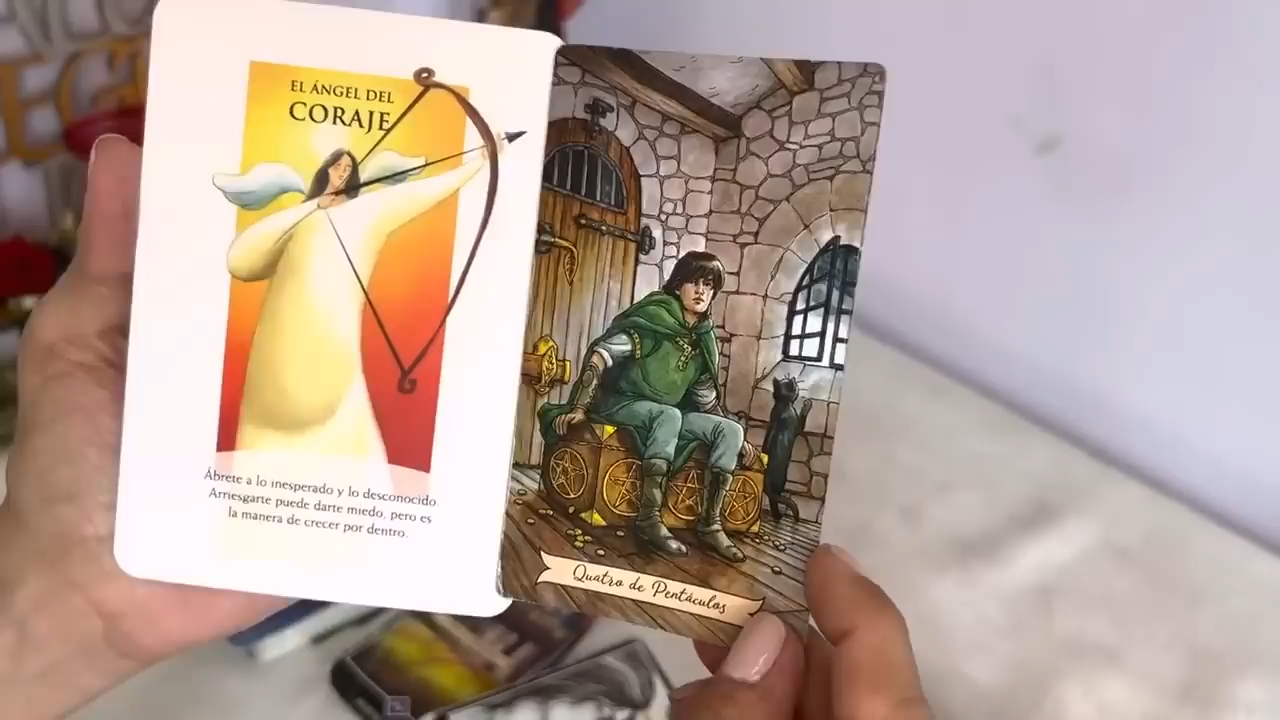 EL ÁNGEL DEL
CORAJE
Ábrete a lo inesperado y lo desconocido.
Arriesgarte puede darte miedo, pero es
la manera de crecer por dentro.
Quatro de Pentáculos